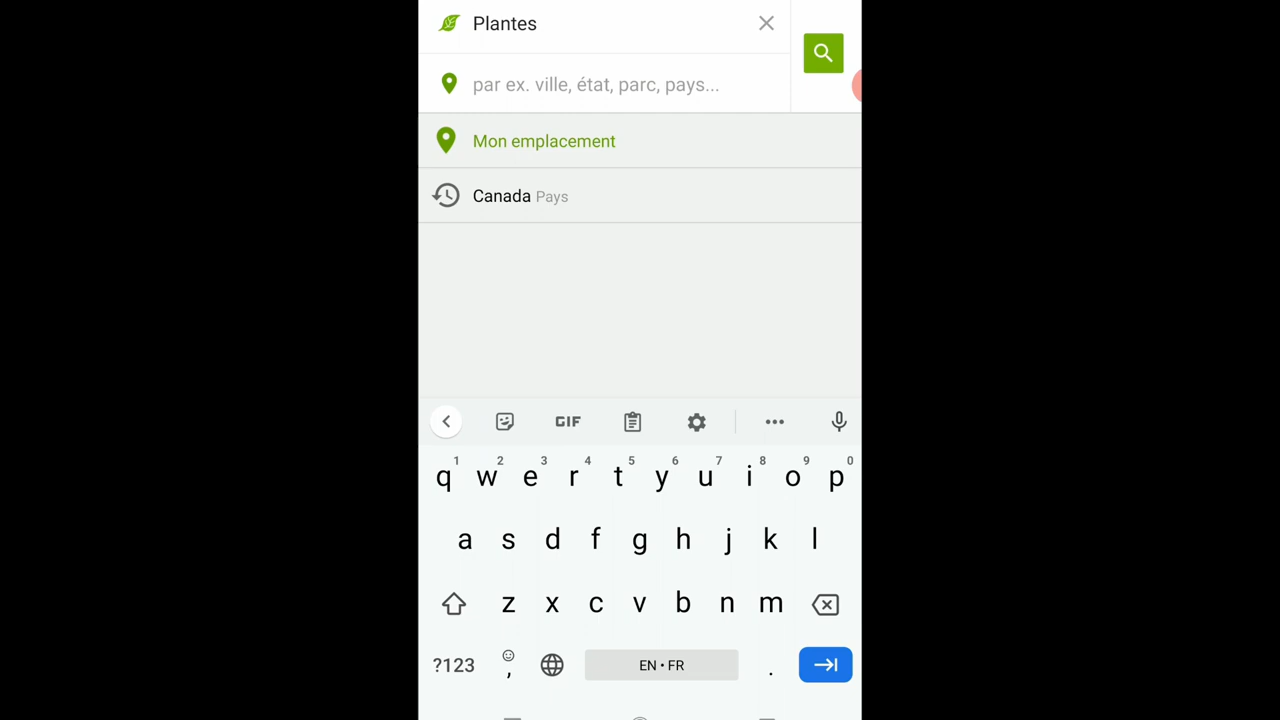 Plantes
par ex. ville, état, parc, pays...
Mon emplacement
Canada Pays
GIF
1 2 3 4 5 6 7 8 9 0
q w e r t y u i o p
a s d f g h j k l
z x c v b n m
?123 , EN • FR .